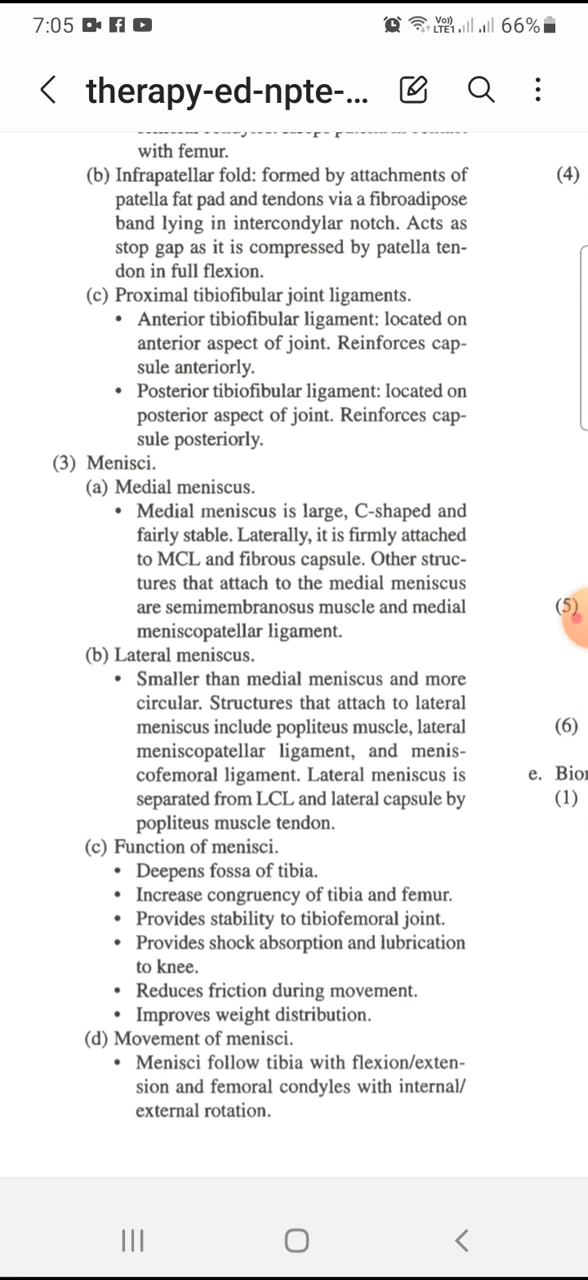 7:05
Vo)) LTE1 66%
therapy-ed-npte-...
with femur.
(b) Infrapatellar fold: formed by attachments of
patella fat pad and tendons via a fibroadipose
band lying in intercondylar notch. Acts as
stop gap as it is compressed by patella ten-
don in full flexion.
(c) Proximal tibiofibular joint ligaments.
• Anterior tibiofibular ligament: located on
anterior aspect of joint. Reinforces cap-
sule anteriorly.
• Posterior tibiofibular ligament: located on
posterior aspect of joint. Reinforces cap-
sule posteriorly.
(3) Menisci.
(a) Medial meniscus.
• Medial meniscus is large, C-shaped and
fairly stable. Laterally, it is firmly attached
to MCL and fibrous capsule. Other struc-
tures that attach to the medial meniscus
are semimembranosus muscle and medial
meniscopatellar ligament.
(b) Lateral meniscus.
• Smaller than medial meniscus and more
circular. Structures that attach to lateral
meniscus include popliteus muscle, lateral
meniscopatellar ligament, and menis-
cofemoral ligament. Lateral meniscus is
separated from LCL and lateral capsule by
popliteus muscle tendon.
(c) Function of menisci.
• Deepens fossa of tibia.
• Increase congruency of tibia and femur.
• Provides stability to tibiofemoral joint.
• Provides shock absorption and lubrication
to knee.
• Reduces friction during movement.
• Improves weight distribution.
(d) Movement of menisci.
• Menisci follow tibia with flexion/exten-
sion and femoral condyles with internal/
external rotation.
(4)
(5)
(6)
e.
(1)